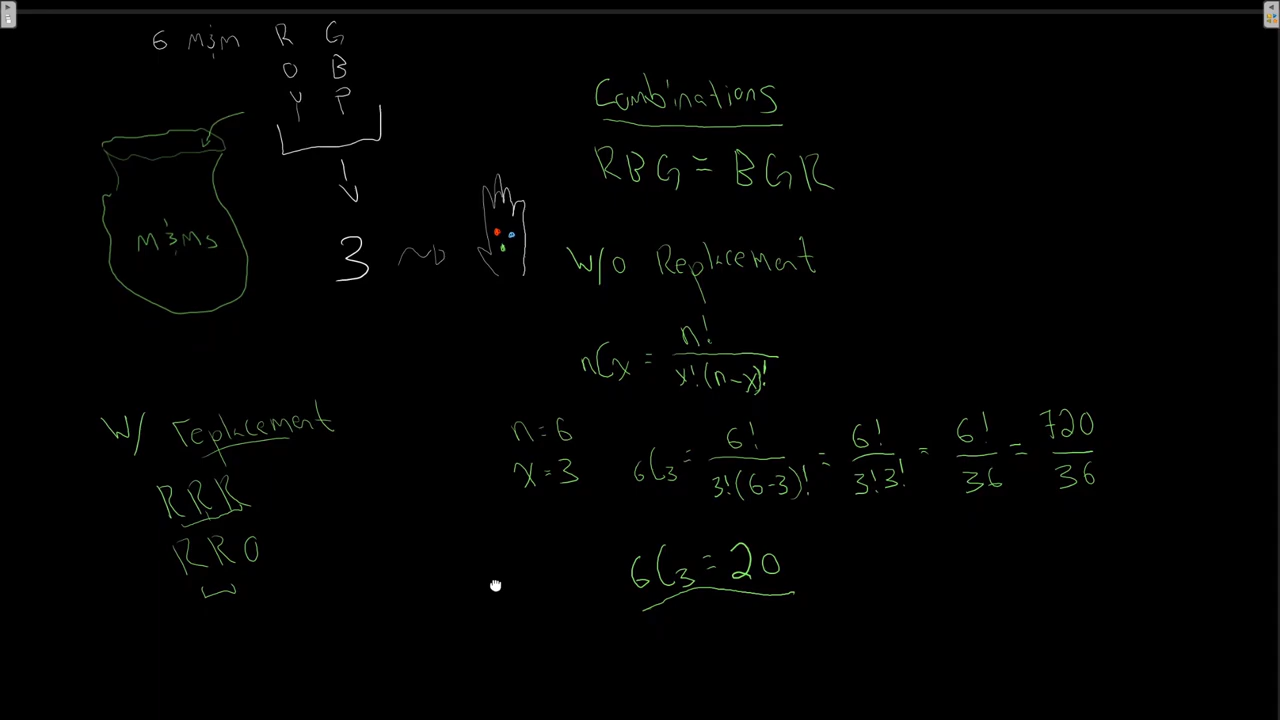 6 M&M R G
O B
Y P
M&Ms
3
W/ replacement
RRR
RRO
Combinations
RBG = BGR
W/O Replacement
nCx = n! / x!(n-x)!
n=6
x=3
6C3 = 6! / 3!(6-3)! = 6! / 3!3! = 6! / 36 = 720 / 36
6C3 = 20